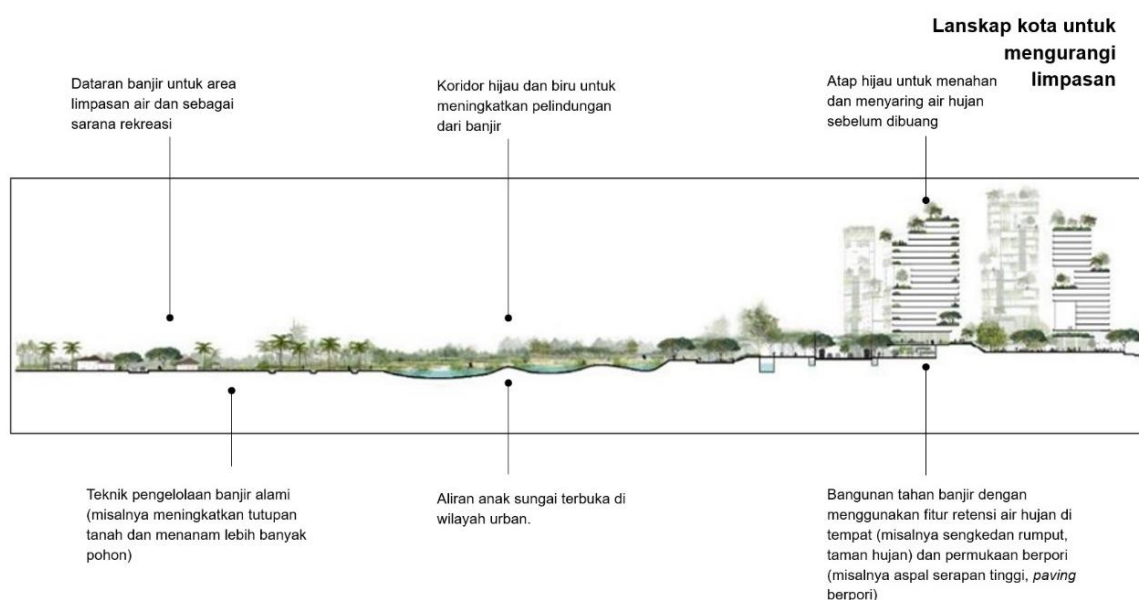 Lanskap kota untuk
mengurangi
limpasan
Dataran banjir untuk area
limpasan air dan sebagai
sarana rekreasi
Koridor hijau dan biru untuk
meningkatkan pelindungan
dari banjir
Atap hijau untuk menahan
dan menyaring air hujan
sebelum dibuang
Teknik pengelolaan banjir alami
(misalnya meningkatkan tutupan
tanah dan menanam lebih banyak
pohon)
Aliran anak sungai terbuka di
wilayah urban.
Bangunan tahan banjir dengan
menggunakan fitur retensi air hujan di
tempat (misalnya sengkedan rumput,
taman hujan) dan permukaan berpori
(misalnya aspal serapan tinggi, paving
berpori)